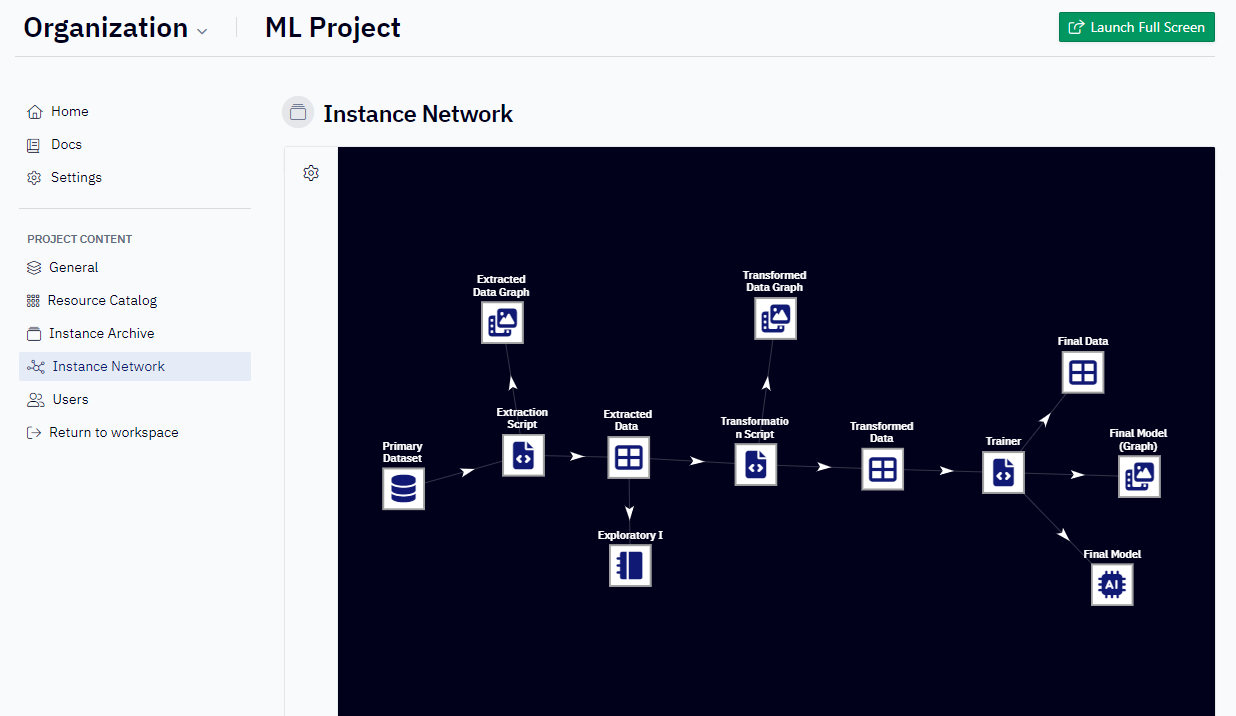 Organization
ML Project
Launch Full Screen
Home
Docs
Settings
PROJECT CONTENT
General
Resource Catalog
Instance Archive
Instance Network
Users
Return to workspace
Instance Network
Extracted
Data Graph
Transformed
Data Graph
Final Data
Extraction
Script
Extracted
Data
Transformatio
n Script
Transformed
Data
Trainer
Final Model
(Graph)
Primary
Dataset
Exploratory I
Final Model
AI